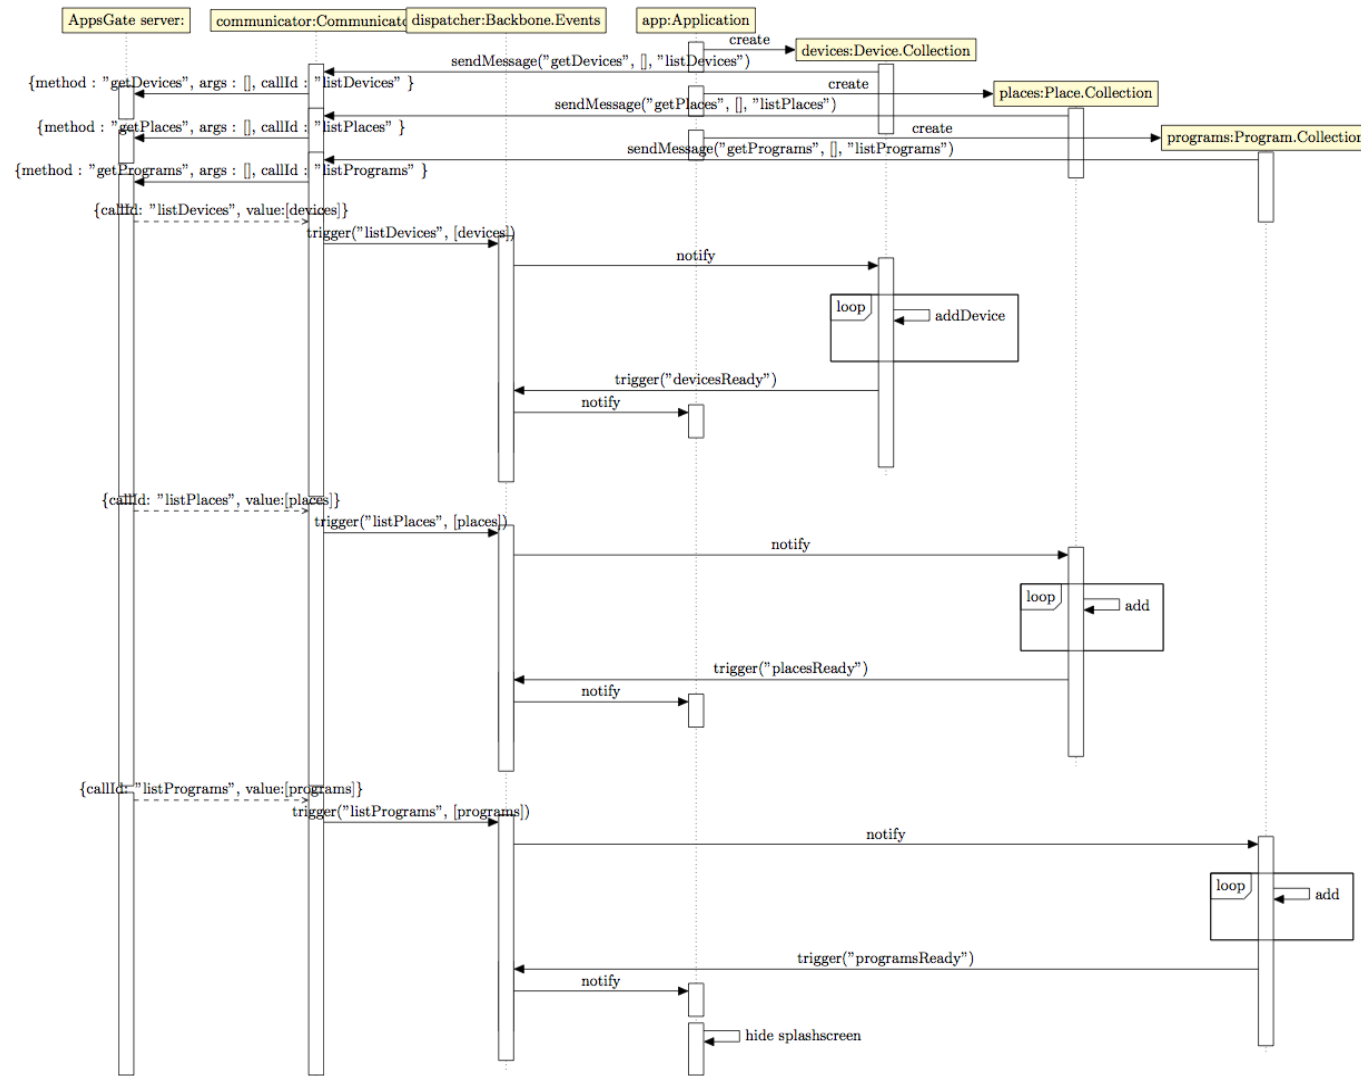 AppsGate server:
communicator:Communicato
dispatcher:Backbone.Events
app:Application
create
devices:Device.Collection
sendMessage("getDevices", [], "listDevices")
{method : "getDevices", args : [], callId : "listDevices" }
create
places:Place.Collection
sendMessage("getPlaces", [], "listPlaces")
{method : "getPlaces", args : [], callId : "listPlaces" }
create
programs:Program.Collection
sendMessage("getPrograms", [], "listPrograms")
{method : "getPrograms", args : [], callId : "listPrograms" }
{callId: "listDevices", value:[devices]}
trigger("listDevices", [devices])
notify
loop
addDevice
trigger("devicesReady")
notify
{callId: "listPlaces", value:[places]}
trigger("listPlaces", [places])
notify
loop
add
trigger("placesReady")
notify
{callId: "listPrograms", value:[programs]}
trigger("listPrograms", [programs])
notify
loop
add
trigger("programsReady")
notify
hide splashscreen